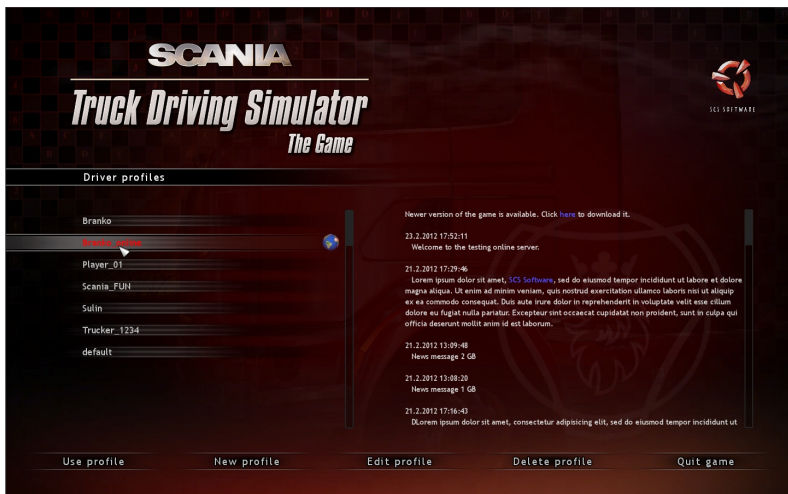 SCANIA
Truck Driving Simulator
The Game
SCS SOFTWARE
Driver profiles
Branko
Player_01
Scania_FUN
Sulin
Trucker_1234
default
Newer version of the game is available. Click here to download it.
23.2.2012 17:52:11
Welcome to the testing online server.
21.2.2012 17:29:46
Lorem ipsum dolor sit amet, SCS Software, sed do eiusmod tempor incididunt ut labore et dolore
magna aliqua. Ut enim ad minim veniam, quis nostrud exercitation ullamco laboris nisi ut aliquip
ex ea commodo consequat. Duis aute irure dolor in reprehenderit in voluptate velit esse cillum
dolore eu fugiat nulla pariatur. Excepteur sint occaecat cupidatat non proident, sunt in culpa qui
officia deserunt mollit anim id est laborum.
21.2.2012 13:09:48
News message 2 GB
21.2.2012 13:08:20
News message 1 GB
21.2.2012 17:16:43
DLorem ipsum dolor sit amet, consectetur adipisicing elit, sed do eiusmod tempor incididunt ut
Use profile
New profile
Edit profile
Delete profile
Quit game